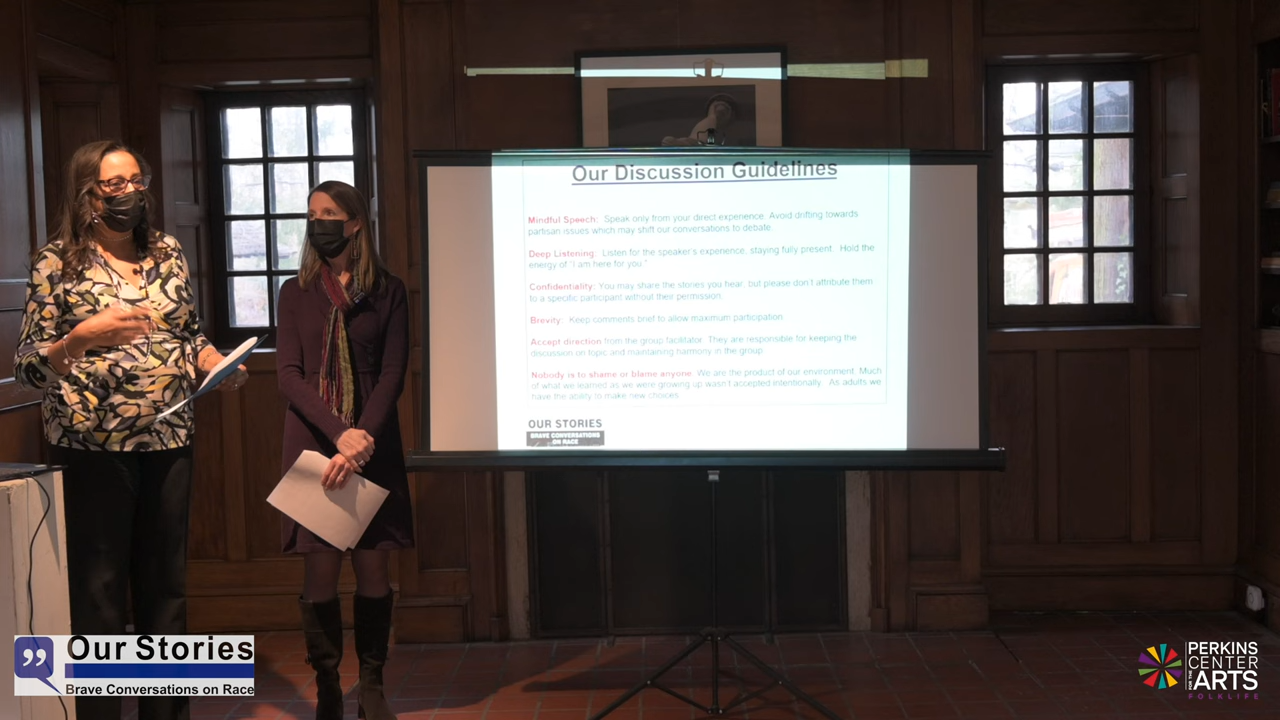 Our Discussion Guidelines
Mindful Speech: Speak only from your direct experience. Avoid drifting towards
partisan issues which may shift our conversations to debate.
Deep Listening: Listen for the speaker's experience, staying fully present. Hold the
energy of "I am here for you."
Confidentiality: You may share the stories you hear, but please don't attribute them
to a specific participant without their permission.
Brevity: Keep comments brief to allow maximum participation.
Accept direction from the group facilitator. They are responsible for keeping the
discussion on topic and maintaining harmony in the group.
Nobody is to shame or blame anyone. We are the product of our environment. Much
of what we learned as we were growing up wasn't accepted intentionally. As adults we
have the ability to make new choices.
OUR STORIES
BRAVE CONVERSATIONS
ON RACE
Our Stories
Brave Conversations on Race
PERKINS
CENTER
FOR THE ARTS
FOLKLIFE